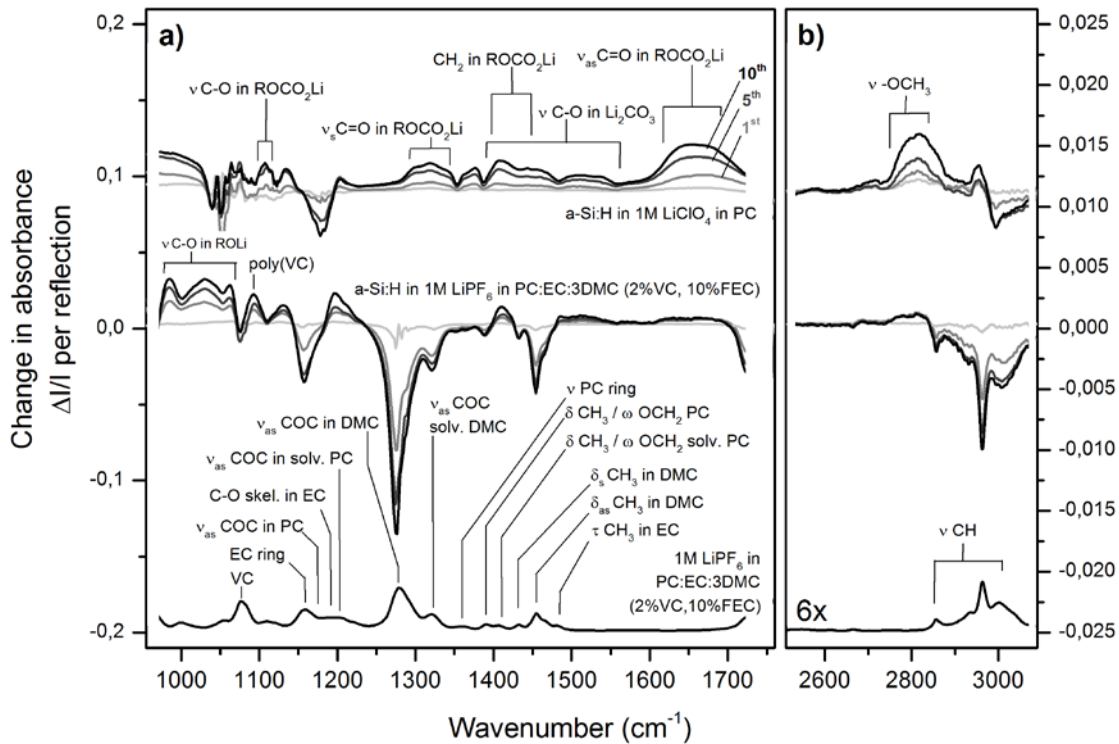 Change in absorbance
ΔI/I per reflection
0,2
0,1
0,0
-0,1
-0,2
a)
ν C-O in ROCO₂Li
νₛC=O in ROCO₂Li
CH₂ in ROCO₂Li
ν C-O in Li₂CO₃
νₐₛC=O in ROCO₂Li
10ᵗʰ
5ᵗʰ
1ˢᵗ
a-Si:H in 1M LiClO₄ in PC
ν C-O in ROLi
poly(VC)
a-Si:H in 1M LiPF₆ in PC:EC:3DMC (2%VC, 10%FEC)
νₐₛ COC in DMC
νₐₛ COC in solv. PC
C-O skel. in EC
νₐₛ COC in PC
EC ring
VC
νₐₛ COC
solv. DMC
ν PC ring
δ CH₃ / ω OCH₂ PC
δ CH₃ / ω OCH₂ solv. PC
δₛ CH₃ in DMC
δₐₛ CH₃ in DMC
τ CH₃ in EC
1M LiPF₆ in
PC:EC:3DMC
(2%VC,10%FEC)
1000 1100 1200 1300 1400 1500 1600 1700
b)
ν -OCH₃
ν CH
6x
2600 2800 3000
0,025
0,020
0,015
0,010
0,005
0,000
-0,005
-0,010
-0,015
-0,020
-0,025
Wavenumber (cm⁻¹)